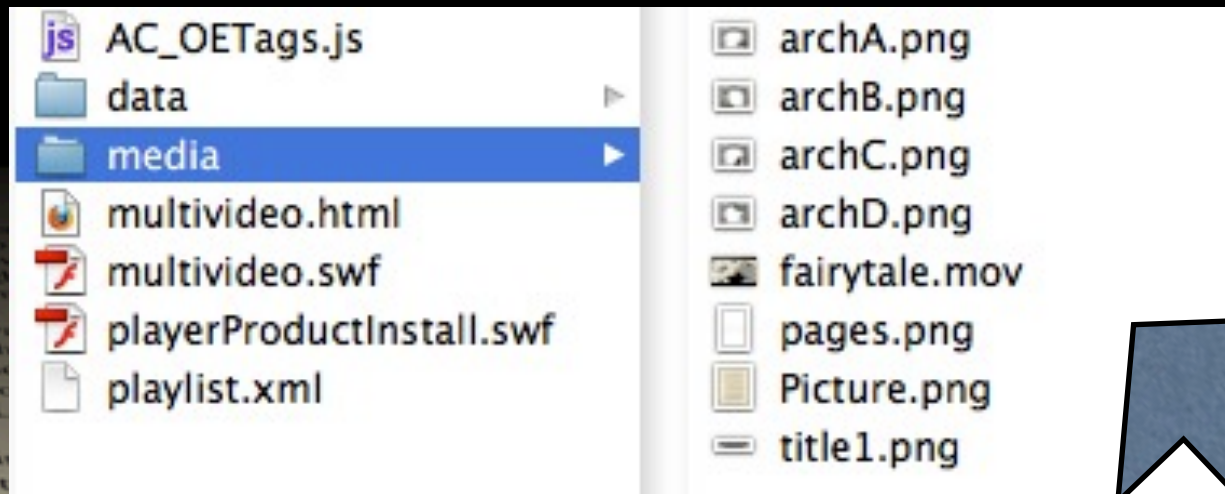 AC_OETags.js
data
media
multivideo.html
multivideo.swf
playerProductInstall.swf
playlist.xml
archA.png
archB.png
archC.png
archD.png
fairytale.mov
pages.png
Picture.png
title1.png